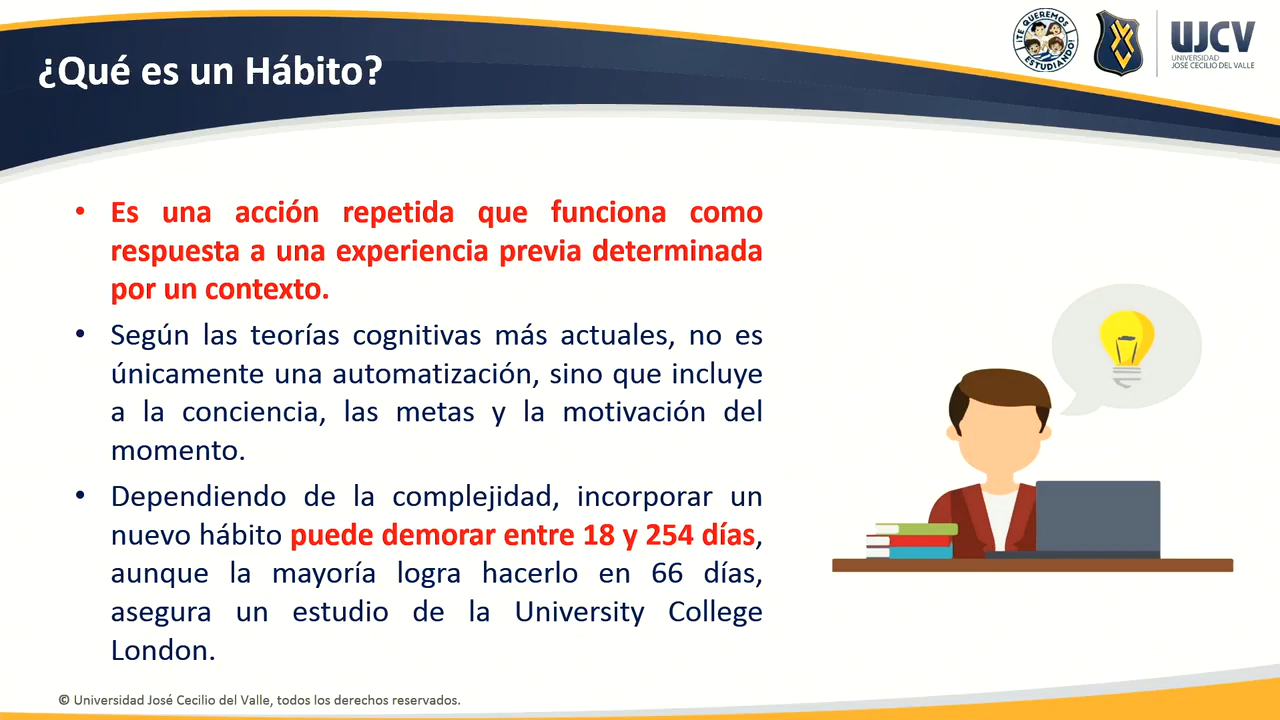 ¿Qué es un Hábito?
¡TE QUEREMOS ESTUDIANDO!
UJCV
UNIVERSIDAD
JOSÉ CECILIO DEL VALLE
• Es una acción repetida que funciona como
respuesta a una experiencia previa determinada
por un contexto.
• Según las teorías cognitivas más actuales, no es
únicamente una automatización, sino que incluye
a la conciencia, las metas y la motivación del
momento.
• Dependiendo de la complejidad, incorporar un
nuevo hábito puede demorar entre 18 y 254 días,
aunque la mayoría logra hacerlo en 66 días,
asegura un estudio de la University College
London.
© Universidad José Cecilio del Valle, todos los derechos reservados.